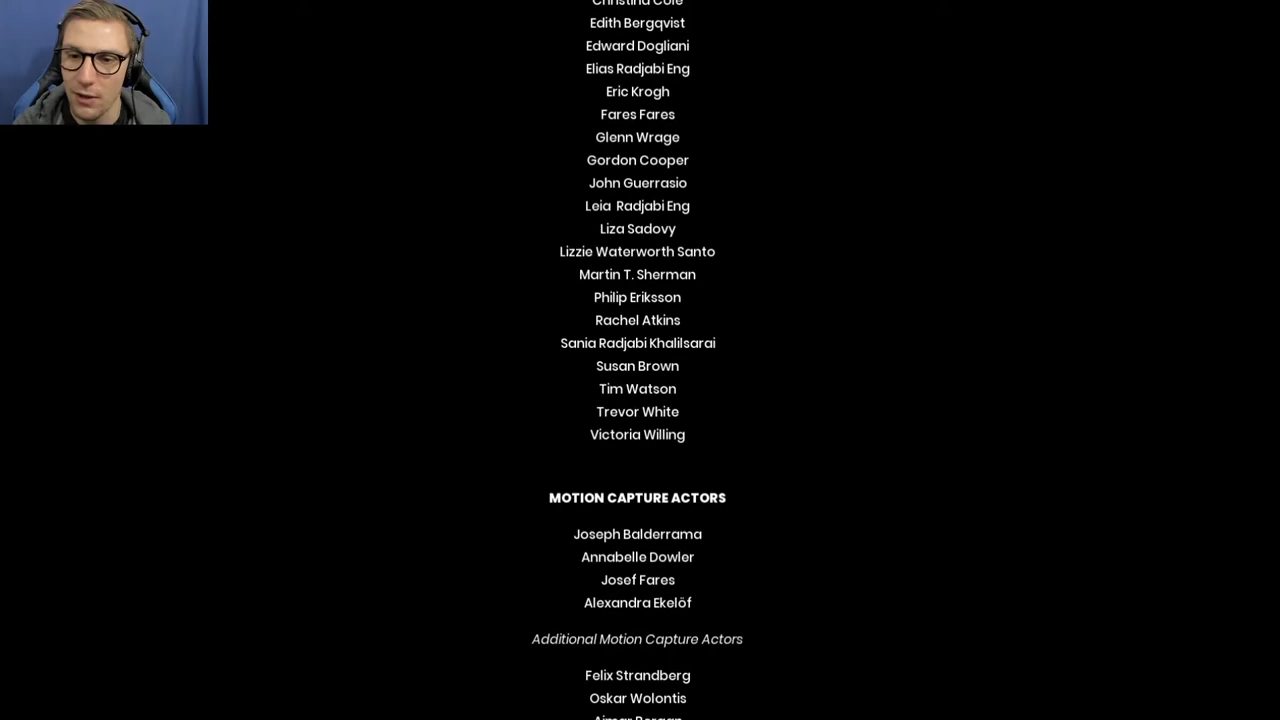 Christina Cole
Edith Bergqvist
Edward Dogliani
Elias Radjabi Eng
Eric Krogh
Fares Fares
Glenn Wrage
Gordon Cooper
John Guerrasio
Leia Radjabi Eng
Liza Sadovy
Lizzie Waterworth Santo
Martin T. Sherman
Philip Eriksson
Rachel Atkins
Sania Radjabi Khalilsarai
Susan Brown
Tim Watson
Trevor White
Victoria Willing
MOTION CAPTURE ACTORS
Joseph Balderrama
Annabelle Dowler
Josef Fares
Alexandra Ekelöf
Additional Motion Capture Actors
Felix Strandberg
Oskar Wolontis